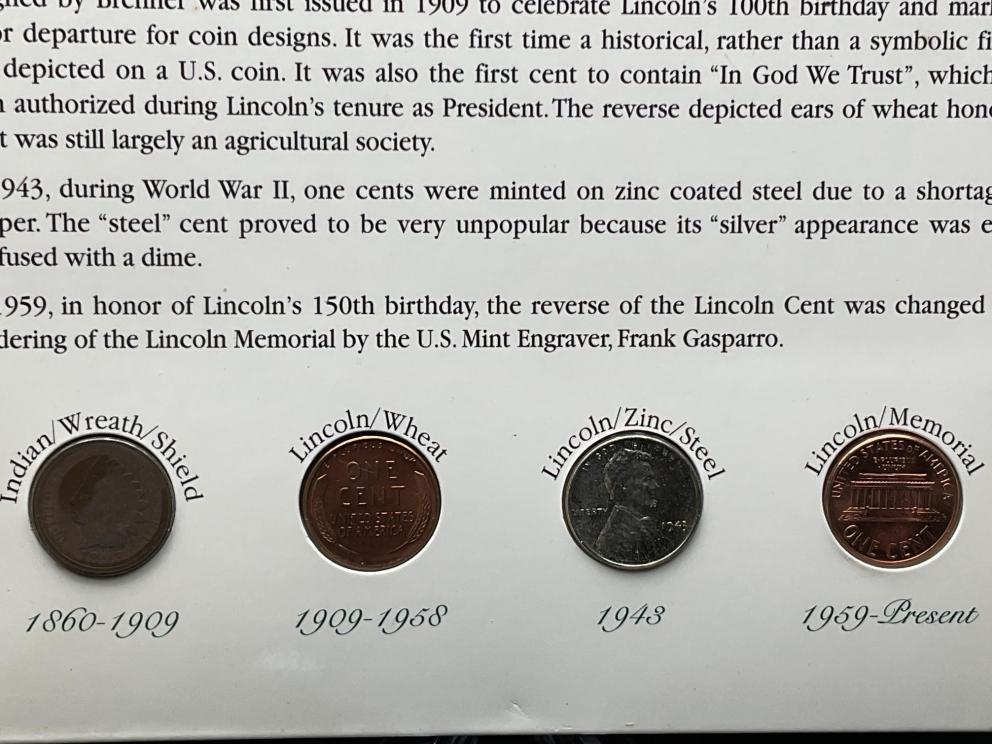 gned by Brenner was first issued in 1909 to celebrate Lincoln's 100th birthday and mar
or departure for coin designs. It was the first time a historical, rather than a symbolic fi
depicted on a U.S. coin. It was also the first cent to contain “In God We Trust”, which
n authorized during Lincoln's tenure as President. The reverse depicted ears of wheat hono
t was still largely an agricultural society.
943, during World War II, one cents were minted on zinc coated steel due to a shortag
per. The “steel” cent proved to be very unpopular because its “silver” appearance was e
fused with a dime.
1959, in honor of Lincoln's 150th birthday, the reverse of the Lincoln Cent was changed
dering of the Lincoln Memorial by the U.S. Mint Engraver, Frank Gasparro.
Indian/Wreath/Shield
Lincoln/Wheat
Lincoln/Zinc/Steel
Lincoln/Memorial
ONE
CENT
UNITED STATES
OF AMERICA
LIBERTY
1943
UNITED STATES OF AMERICA
E PLURIBUS
UNUM
ONE CENT
1860-1909
1909-1958
1943
1959-Present